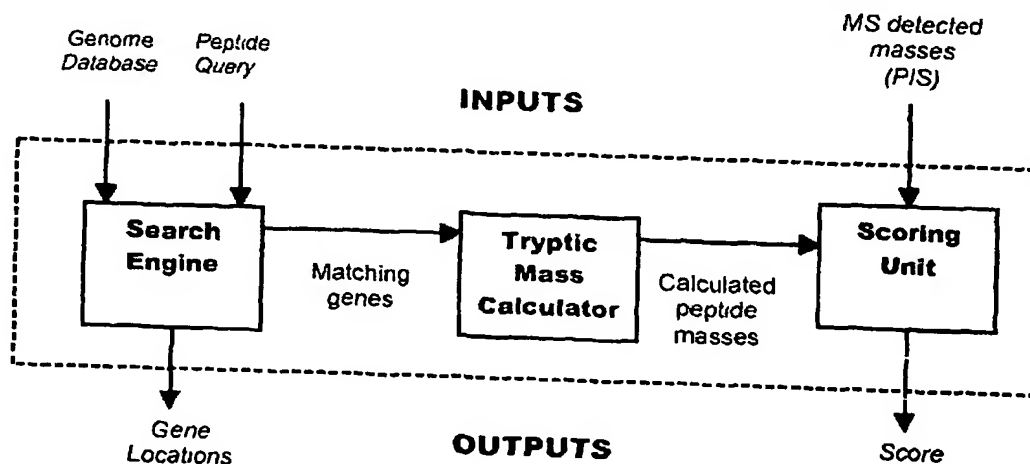 Genome
Database
Peptide
Query
MS detected
masses
(PIS)
INPUTS
Search
Engine
Matching
genes
Tryptic
Mass
Calculator
Calculated
peptide
masses
Scoring
Unit
Gene
Locations
OUTPUTS
Score